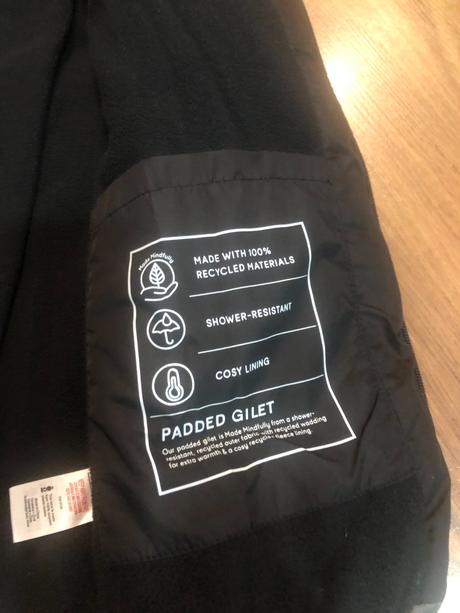 Made Mindfully
MADE WITH 100%
RECYCLED MATERIALS
SHOWER-RESISTANT
COSY LINING
PADDED GILET
Our padded gilet is Made Mindfully from a shower-
resistant, recycled outer fabric with recycled wadding
for extra warmth & a cosy recycled fleece lining.